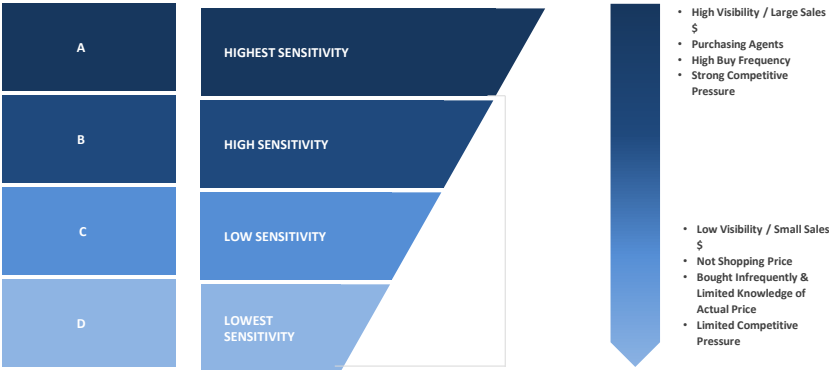 A
HIGHEST SENSITIVITY
B
HIGH SENSITIVITY
C
LOW SENSITIVITY
D
LOWEST
SENSITIVITY
• High Visibility / Large Sales
$
• Purchasing Agents
• High Buy Frequency
• Strong Competitive
Pressure
• Low Visibility / Small Sales
$
• Not Shopping Price
• Bought Infrequently &
Limited Knowledge of
Actual Price
• Limited Competitive
Pressure